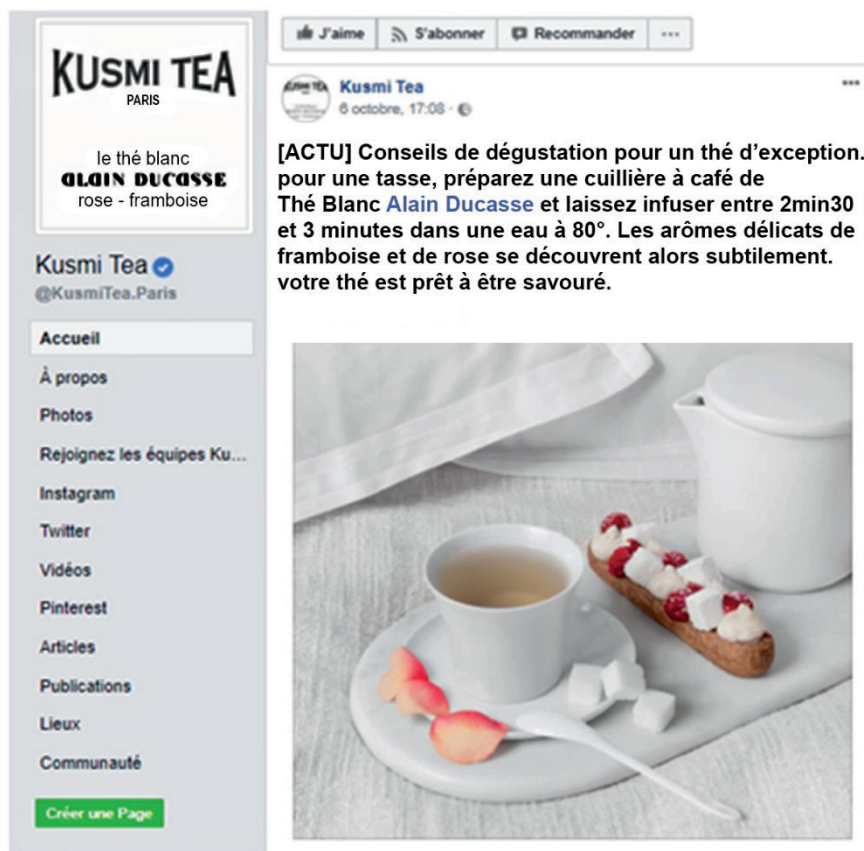 KUSMI TEA
PARIS
le thé blanc
ALAIN DUCASSE
rose - framboise
Kusmi Tea
@KusmiTea.Paris
Accueil
À propos
Photos
Rejoignez les équipes Ku...
Instagram
Twitter
Vidéos
Pinterest
Articles
Publications
Lieux
Communauté
Créer une Page
J'aime
S'abonner
Recommander
...
KUSMI TEA
Kusmi Tea
...
6 octobre, 17:08 ·
[ACTU] Conseils de dégustation pour un thé d’exception.
pour une tasse, préparez une cuillière à café de
Thé Blanc Alain Ducasse et laissez infuser entre 2min30
et 3 minutes dans une eau à 80°. Les arômes délicats de
framboise et de rose se découvrent alors subtilement.
votre thé est prêt à être savouré.